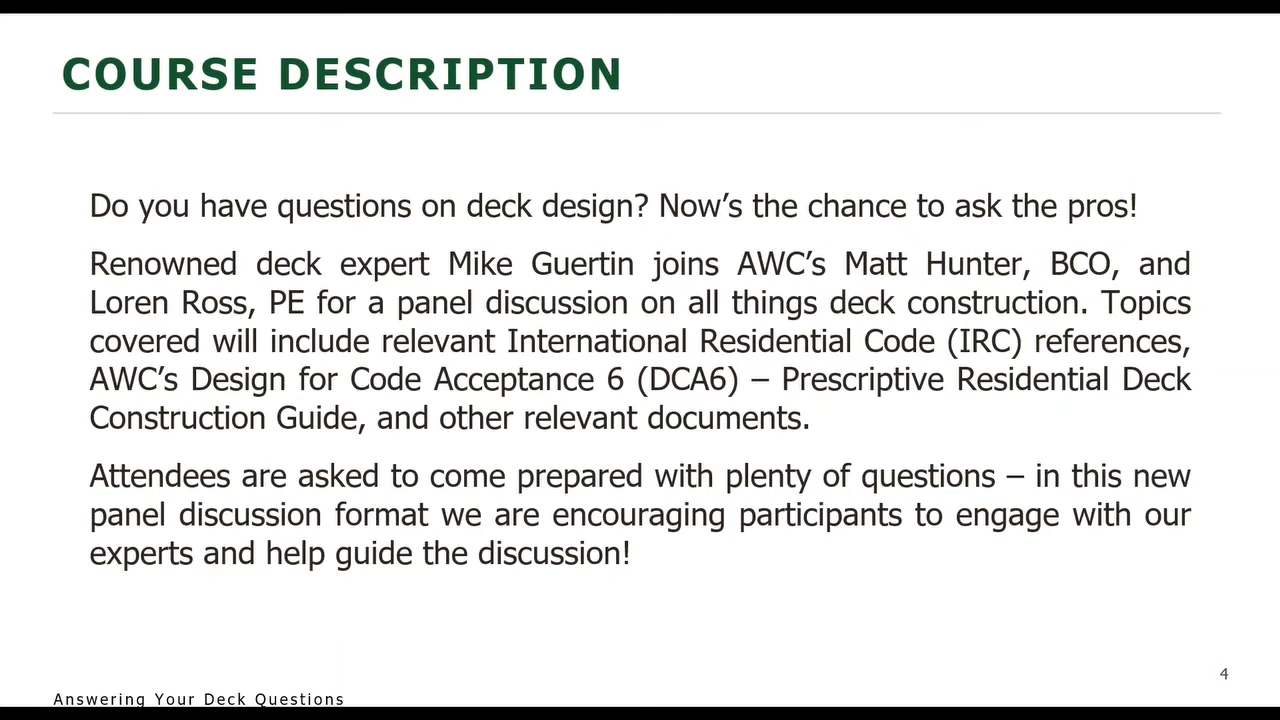 COURSE DESCRIPTION
Do you have questions on deck design? Now’s the chance to ask the pros!
Renowned deck expert Mike Guertin joins AWC’s Matt Hunter, BCO, and
Loren Ross, PE for a panel discussion on all things deck construction. Topics
covered will include relevant International Residential Code (IRC) references,
AWC’s Design for Code Acceptance 6 (DCA6) – Prescriptive Residential Deck
Construction Guide, and other relevant documents.
Attendees are asked to come prepared with plenty of questions – in this new
panel discussion format we are encouraging participants to engage with our
experts and help guide the discussion!
4
Answering Your Deck Questions